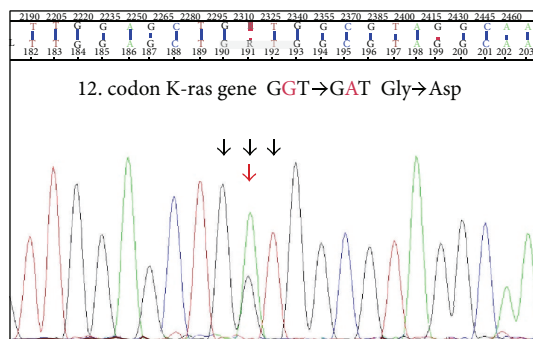 2190 2205 2220 2235 2250 2265 2280 2295 2310 2325 2340 2355 2370 2385 2400 2415 2430 2445 2460
T T G G A G C T G T G G C G T A G G C A A
L T T G G A G C T G R T G G C G T A G G C A A
182 183 184 185 186 187 188 189 190 191 192 193 194 195 196 197 198 199 200 201 202 203
12. codon K-ras gene GGT→GAT Gly→Asp